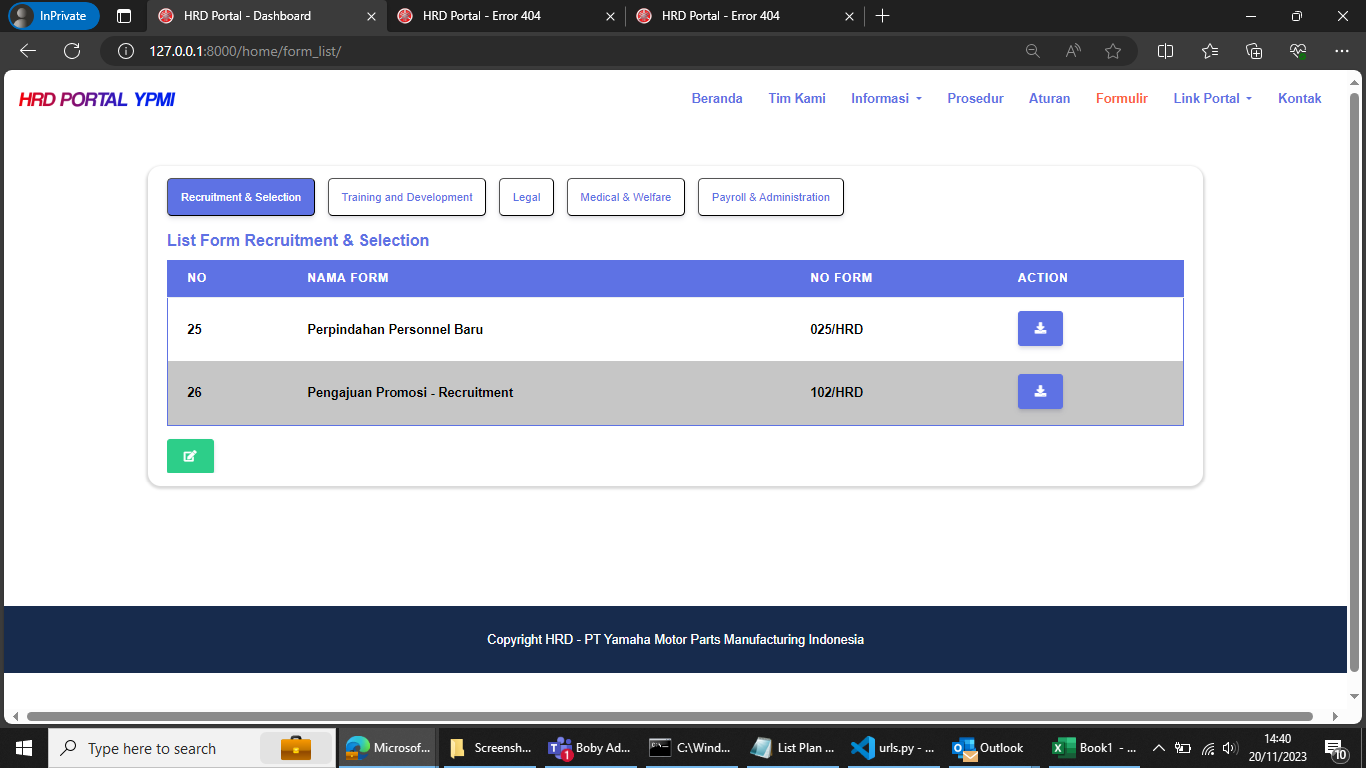 InPrivate
HRD Portal - Dashboard
HRD Portal - Error 404
HRD Portal - Error 404
127.0.0.1:8000/home/form_list/
HRD PORTAL YPMI
Beranda Tim Kami Informasi Prosedur Aturan Formulir Link Portal Kontak
Recruitment & Selection Training and Development Legal Medical & Welfare Payroll & Administration
List Form Recruitment & Selection
NO NAMA FORM NO FORM ACTION
25 Perpindahan Personnel Baru 025/HRD
26 Pengajuan Promosi - Recruitment 102/HRD
Copyright HRD - PT Yamaha Motor Parts Manufacturing Indonesia
Type here to search
Microsof...
Screensh...
1
Boby Ad...
C:\Wind...
List Plan ...
urls.py - ...
Outlook
Book1 - ...
14:40
20/11/2023
10